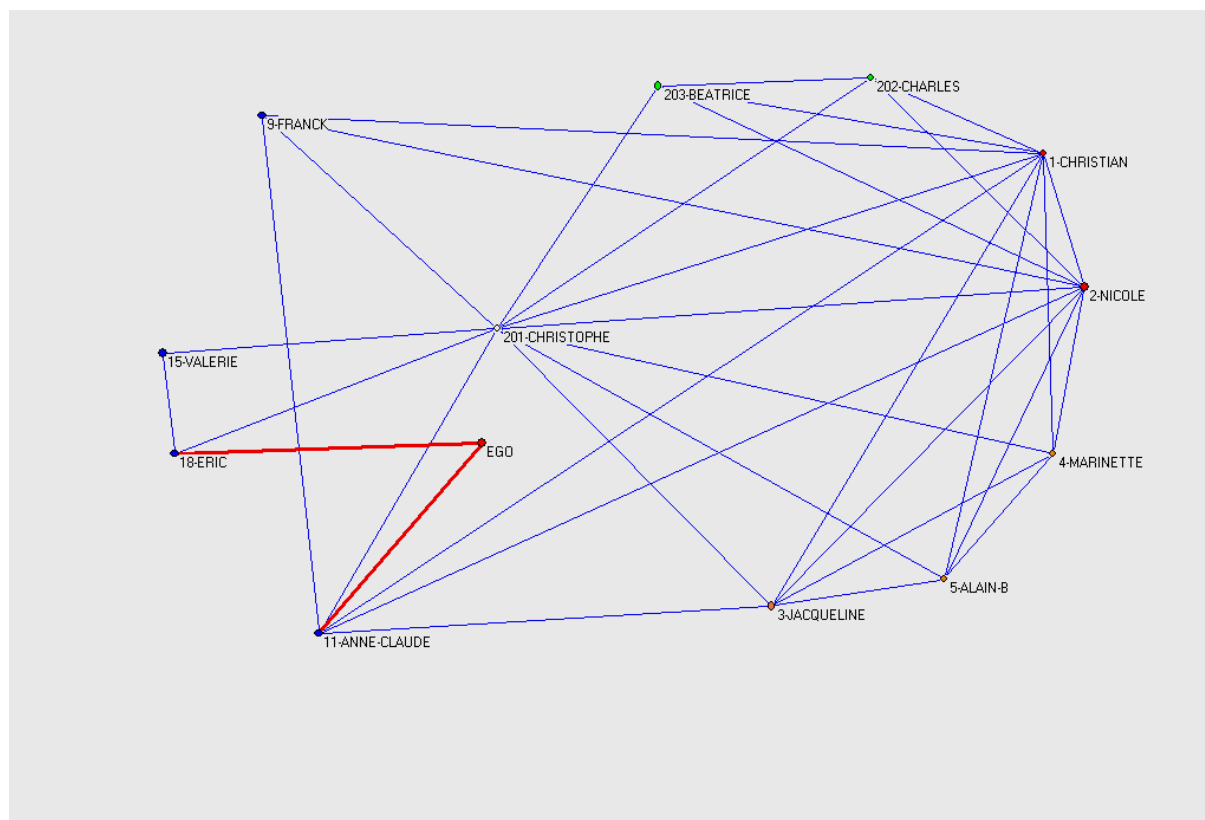 202-CHARLES
203-BEATRICE
9-FRANCK
1-CHRISTIAN
2-NICOLE
201-CHRISTOPHE
15-VALERIE
EGO
18-ERIC
4-MARINETTE
5-ALAIN-B
3-JACQUELINE
11-ANNE-CLAUDE